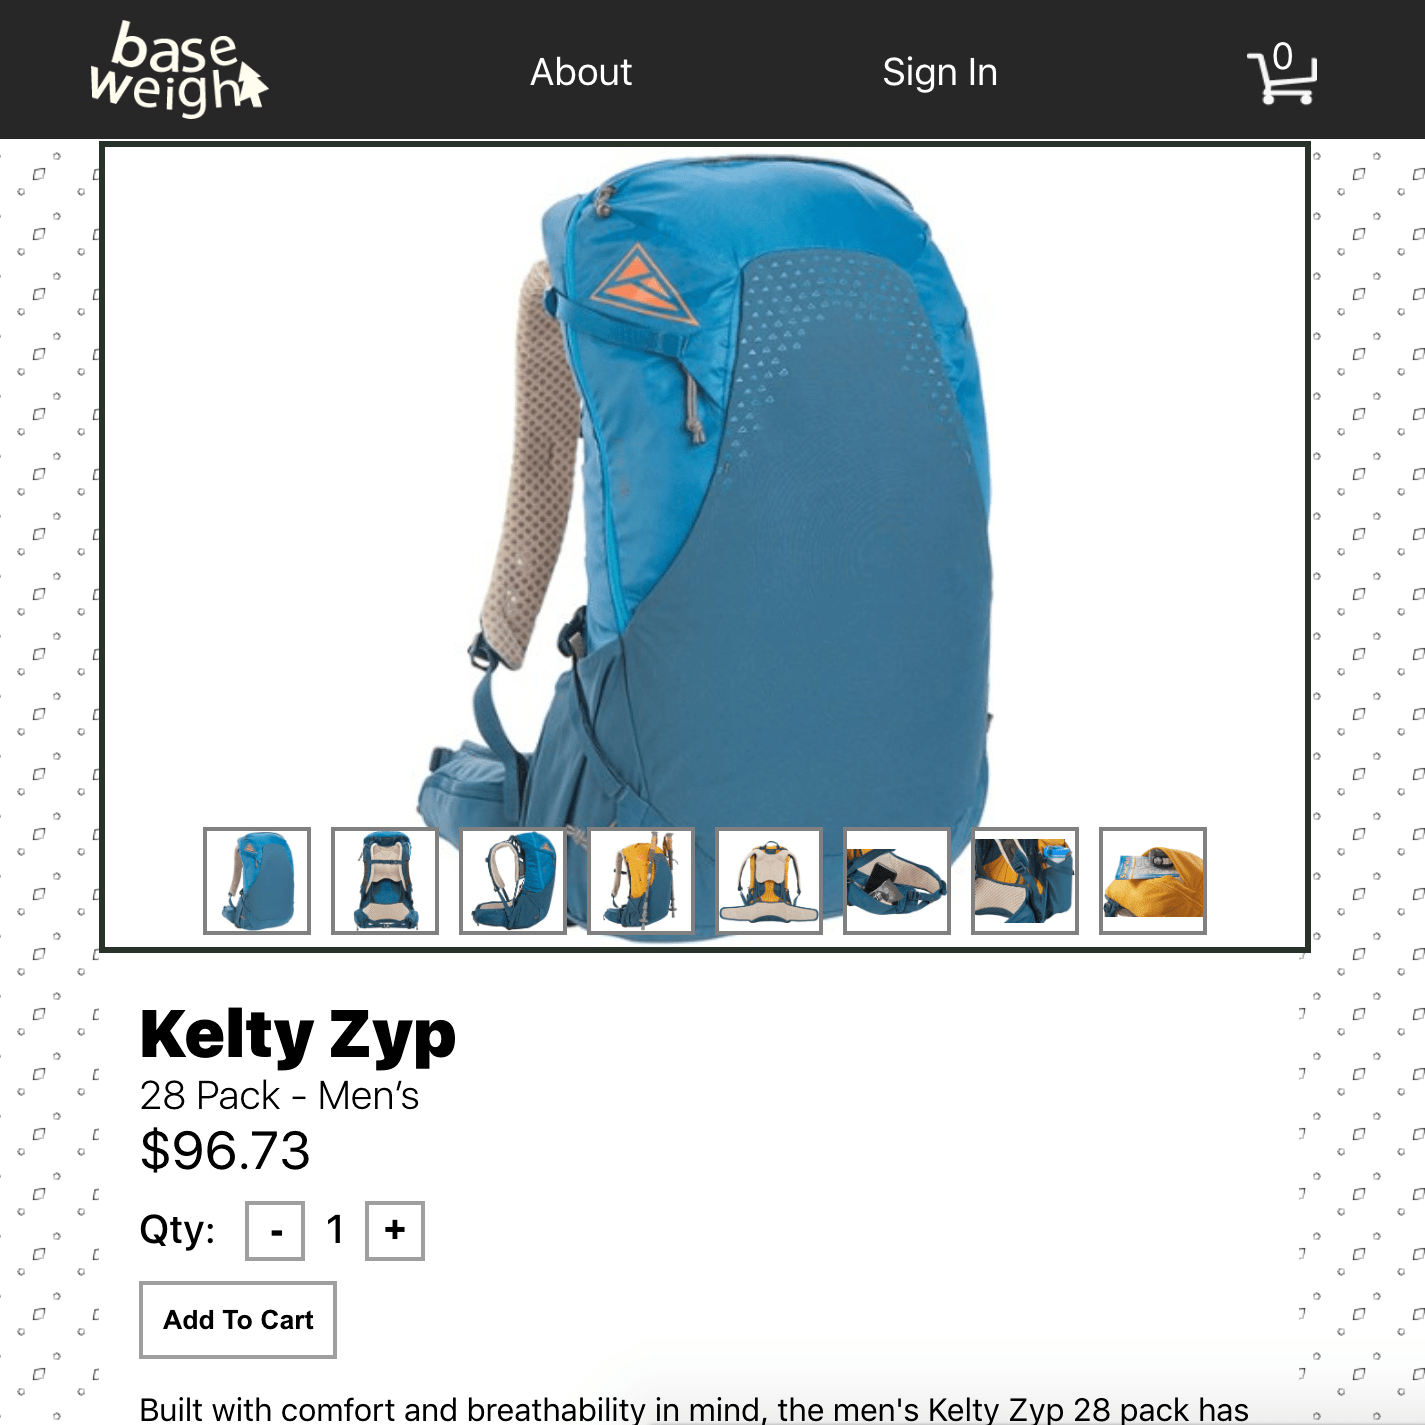 base
weight
About
Sign In
0
Kelty Zyp
28 Pack - Men’s
$96.73
Qty:
-
1
+
Add To Cart
Built with comfort and breathability in mind, the men's Kelty Zyp 28 pack has